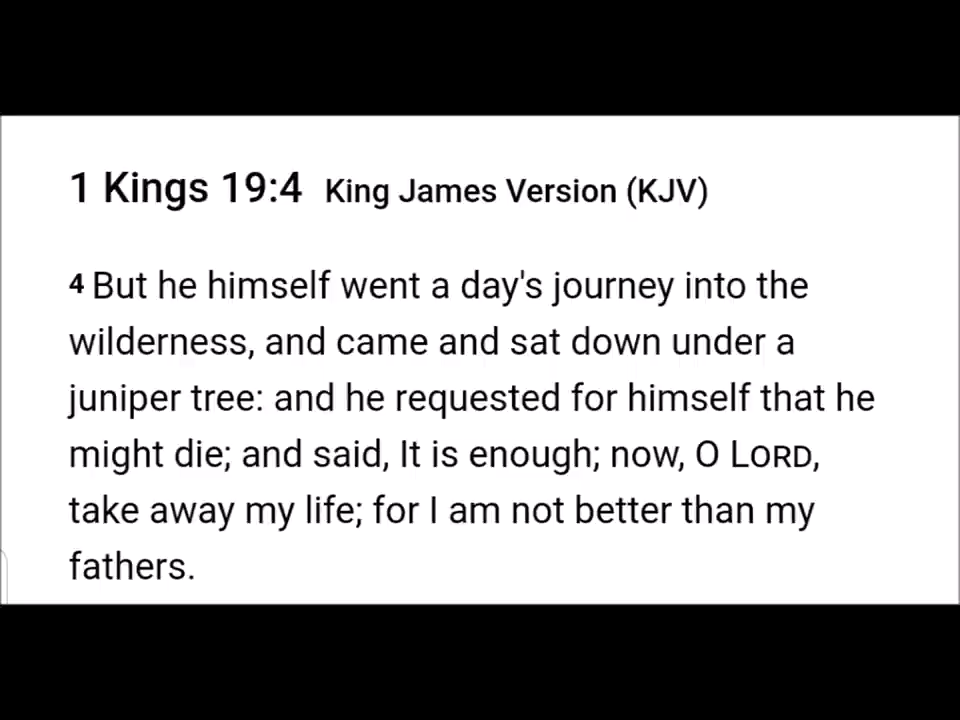 1 Kings 19:4 King James Version (KJV)
4 But he himself went a day's journey into the
wilderness, and came and sat down under a
juniper tree: and he requested for himself that he
might die; and said, It is enough; now, O LORD,
take away my life; for I am not better than my
fathers.